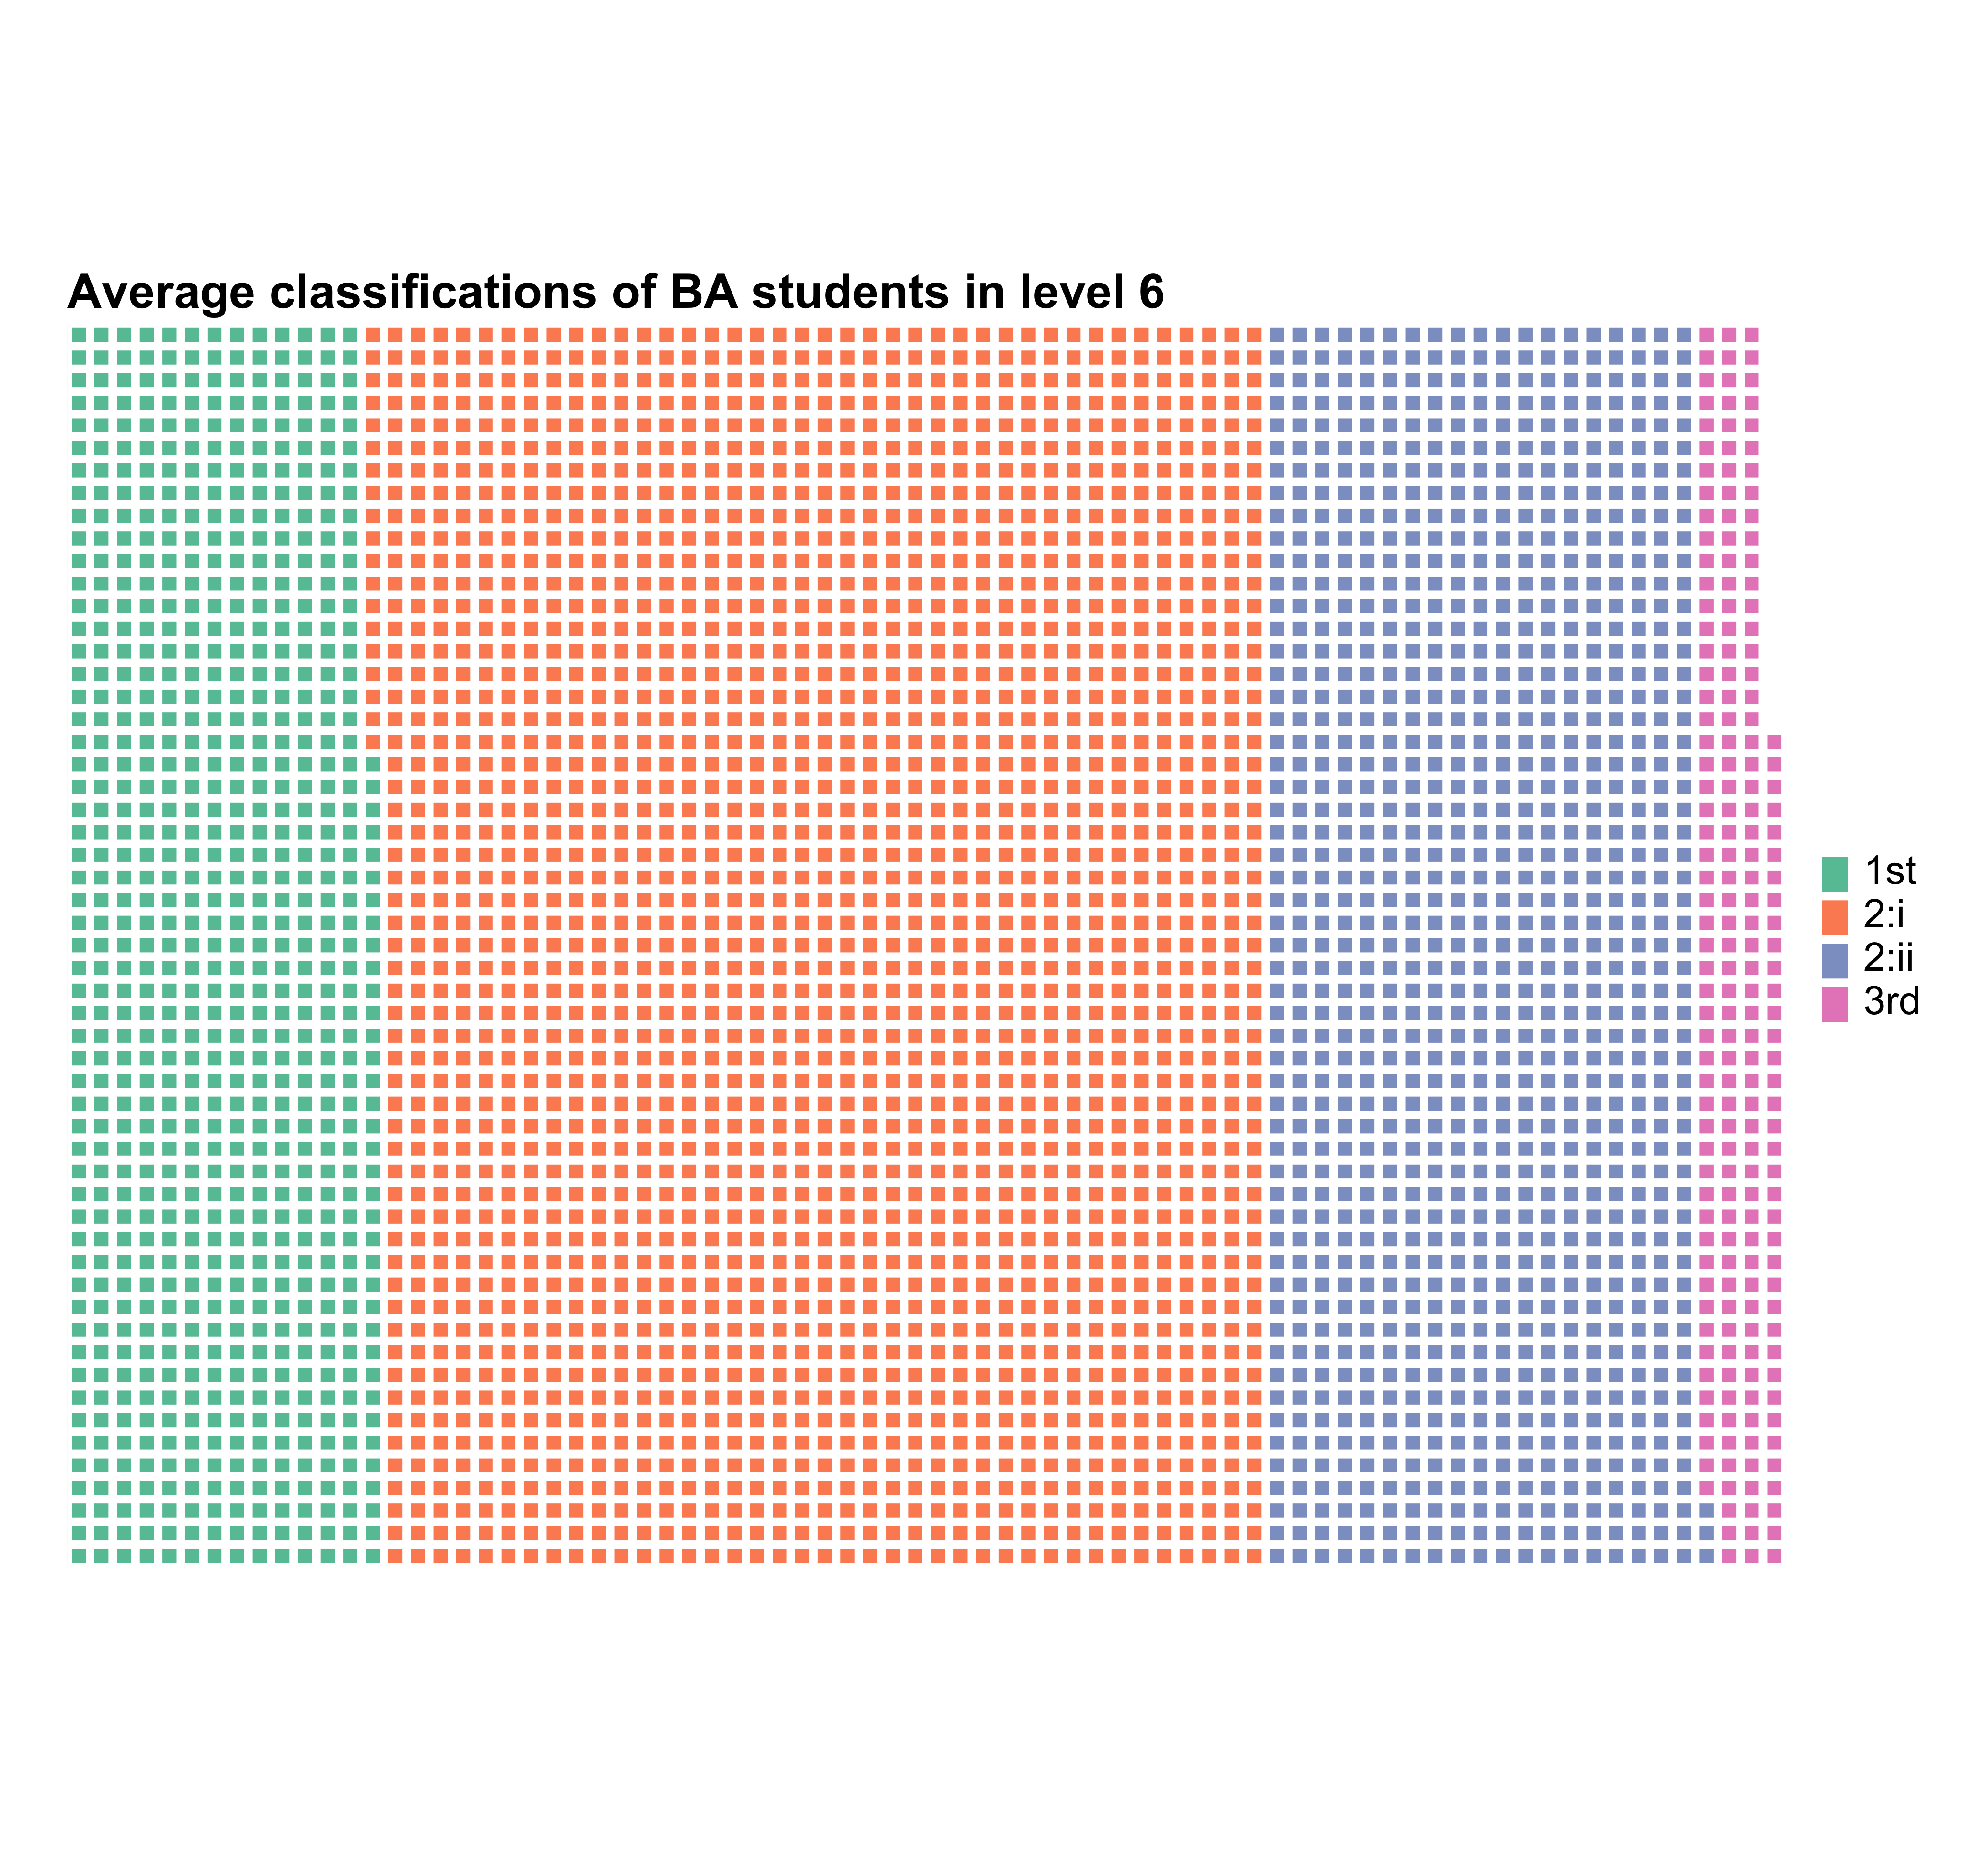 Average classifications of BA students in level 6
1st
2:i
2:ii
3rd